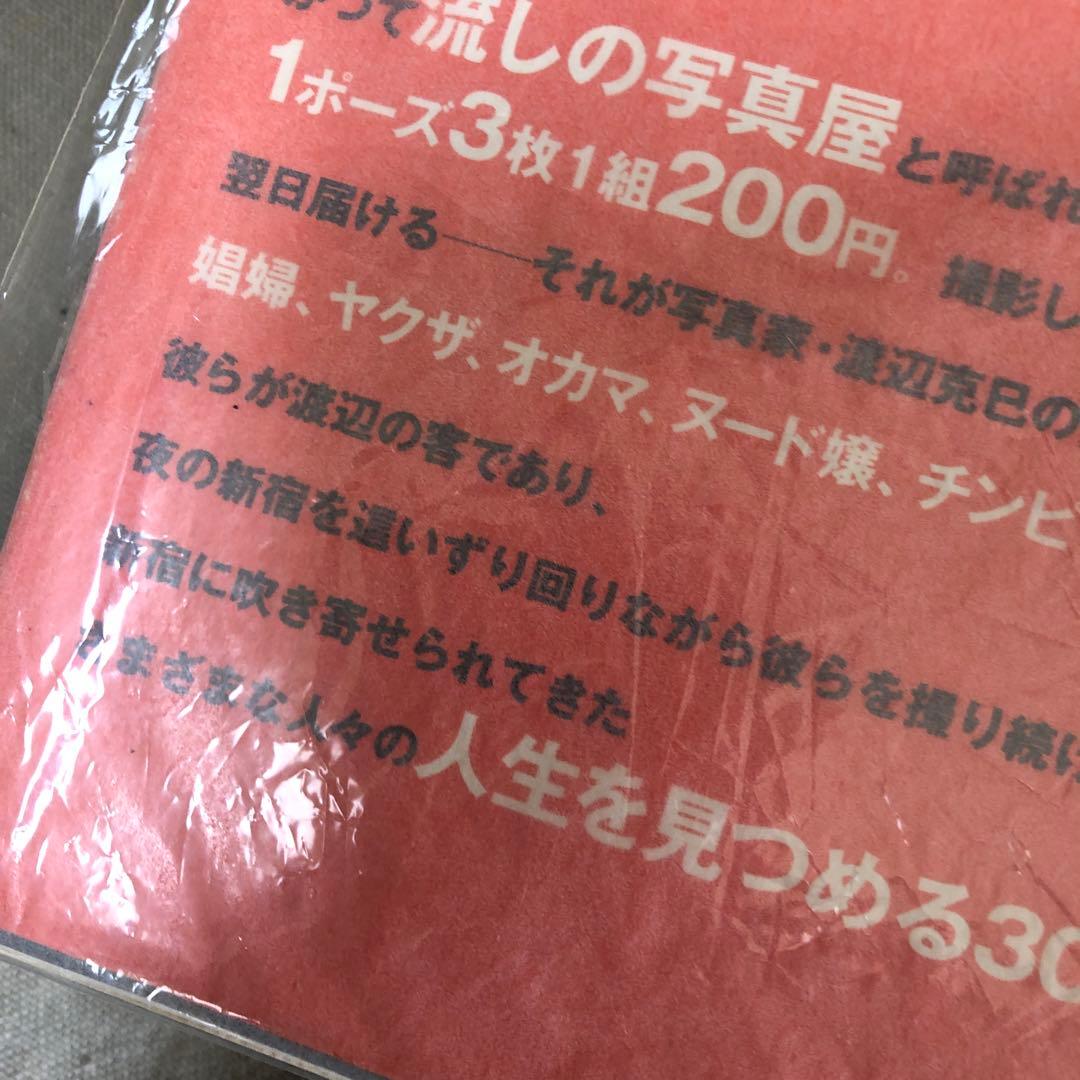 かつて流しの写真屋と呼ばれ
1ポーズ3枚1組200円。撮影し
翌日届ける──それが写真家・渡辺克巳の
娼婦、ヤクザ、オカマ、ヌード嬢、チンピ
彼らが渡辺の客であり、
夜の新宿を這いずり回りながら彼らを撮り続け
新宿に吹き寄せられてきた
さまざまな人々の人生を見つめる30